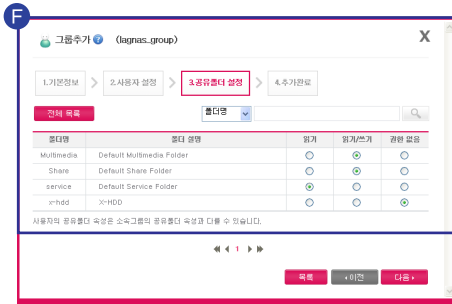 F
그룹추가 ? (lagnas_group) X
1.기본정보 > 2.사용자 설정 > 3.공유폴더 설정 > 4.추가완료
전체 목록 폴더명
폴더명 폴더 설명 읽기 읽기/쓰기 권한 없음
Multimedia Default Multimedia Folder
Share Default Share Folder
service Default Service Folder
x-hdd X-HDD
사용자의 공유폴더 속성은 소속그룹의 공유폴더 속성과 다를 수 있습니다.
1
목록 이전 다음